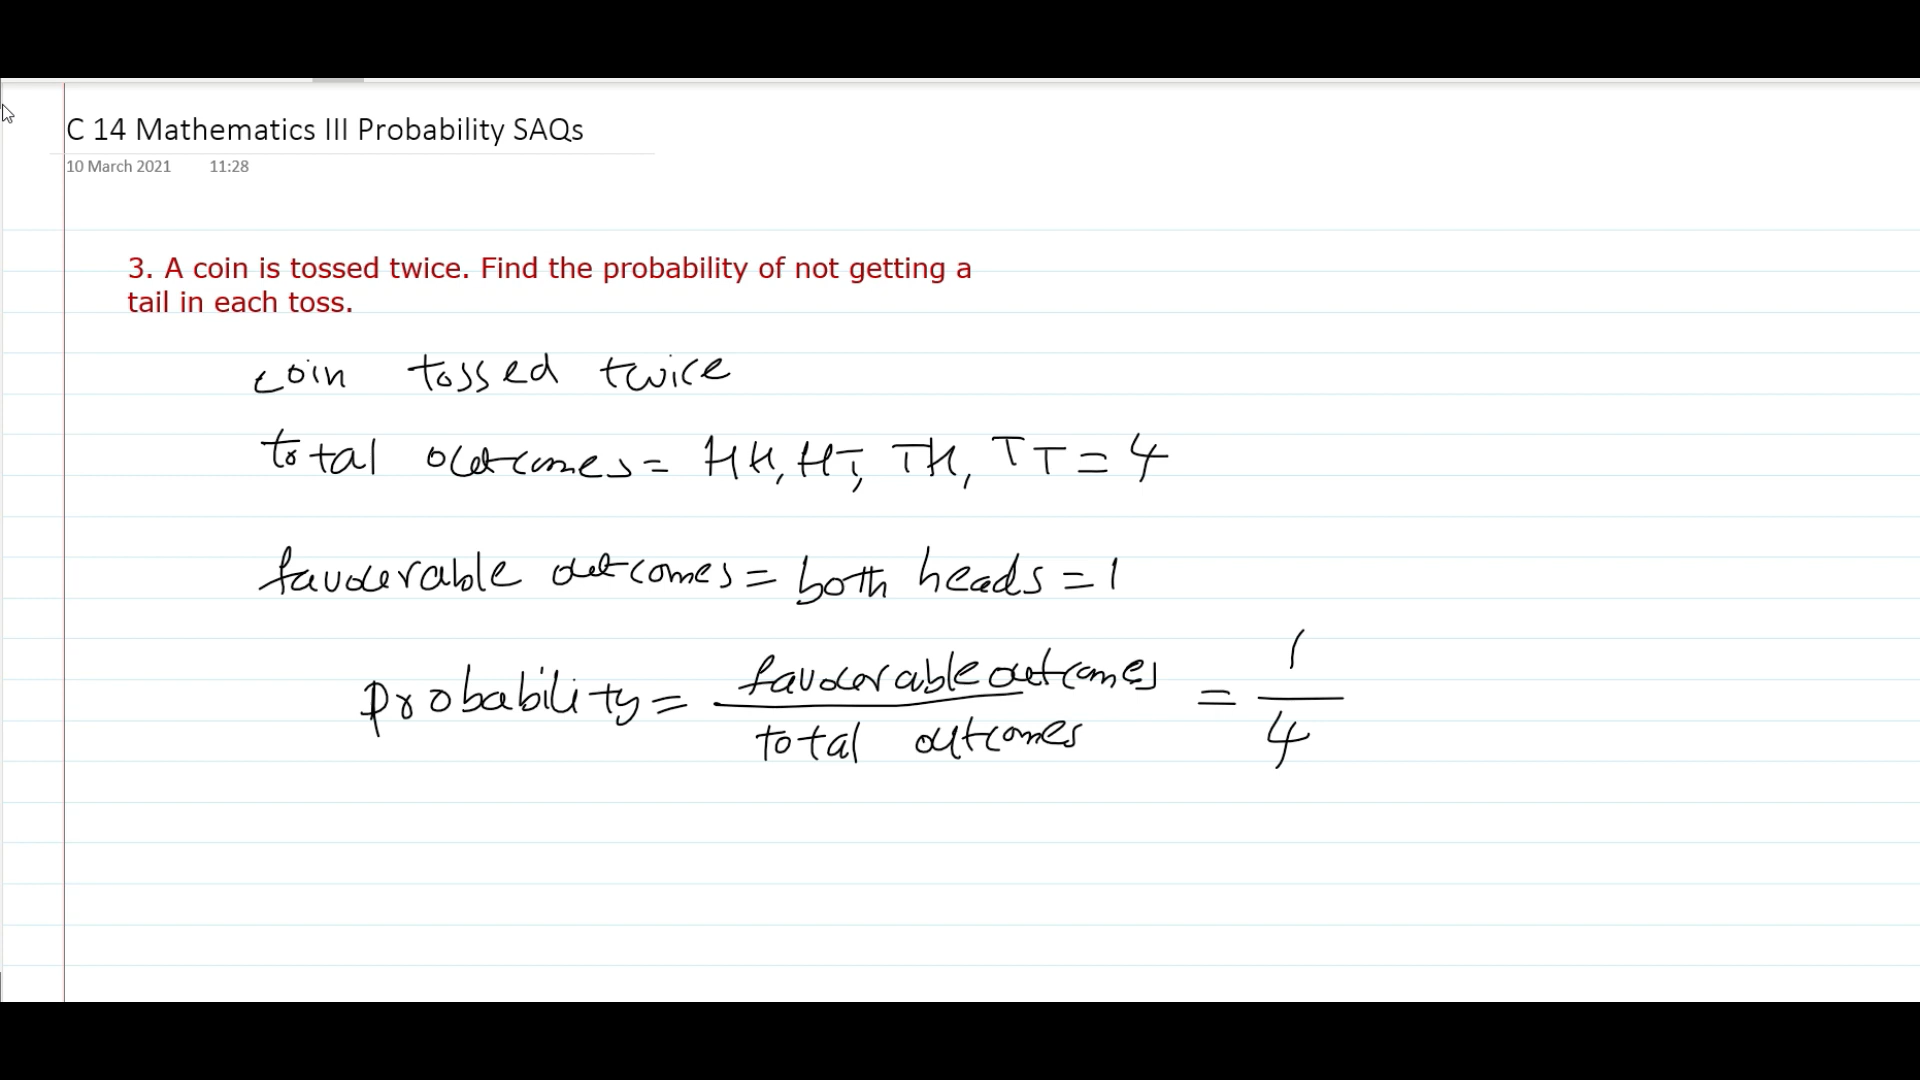 C 14 Mathematics III Probability SAQs
10 March 2021 11:28
3. A coin is tossed twice. Find the probability of not getting a
tail in each toss.
coin tossed twice
total outcomes = HH, HT, TH, TT = 4
favourable outcomes = both heads = 1
probability = favourable outcomes / total outcomes = 1/4